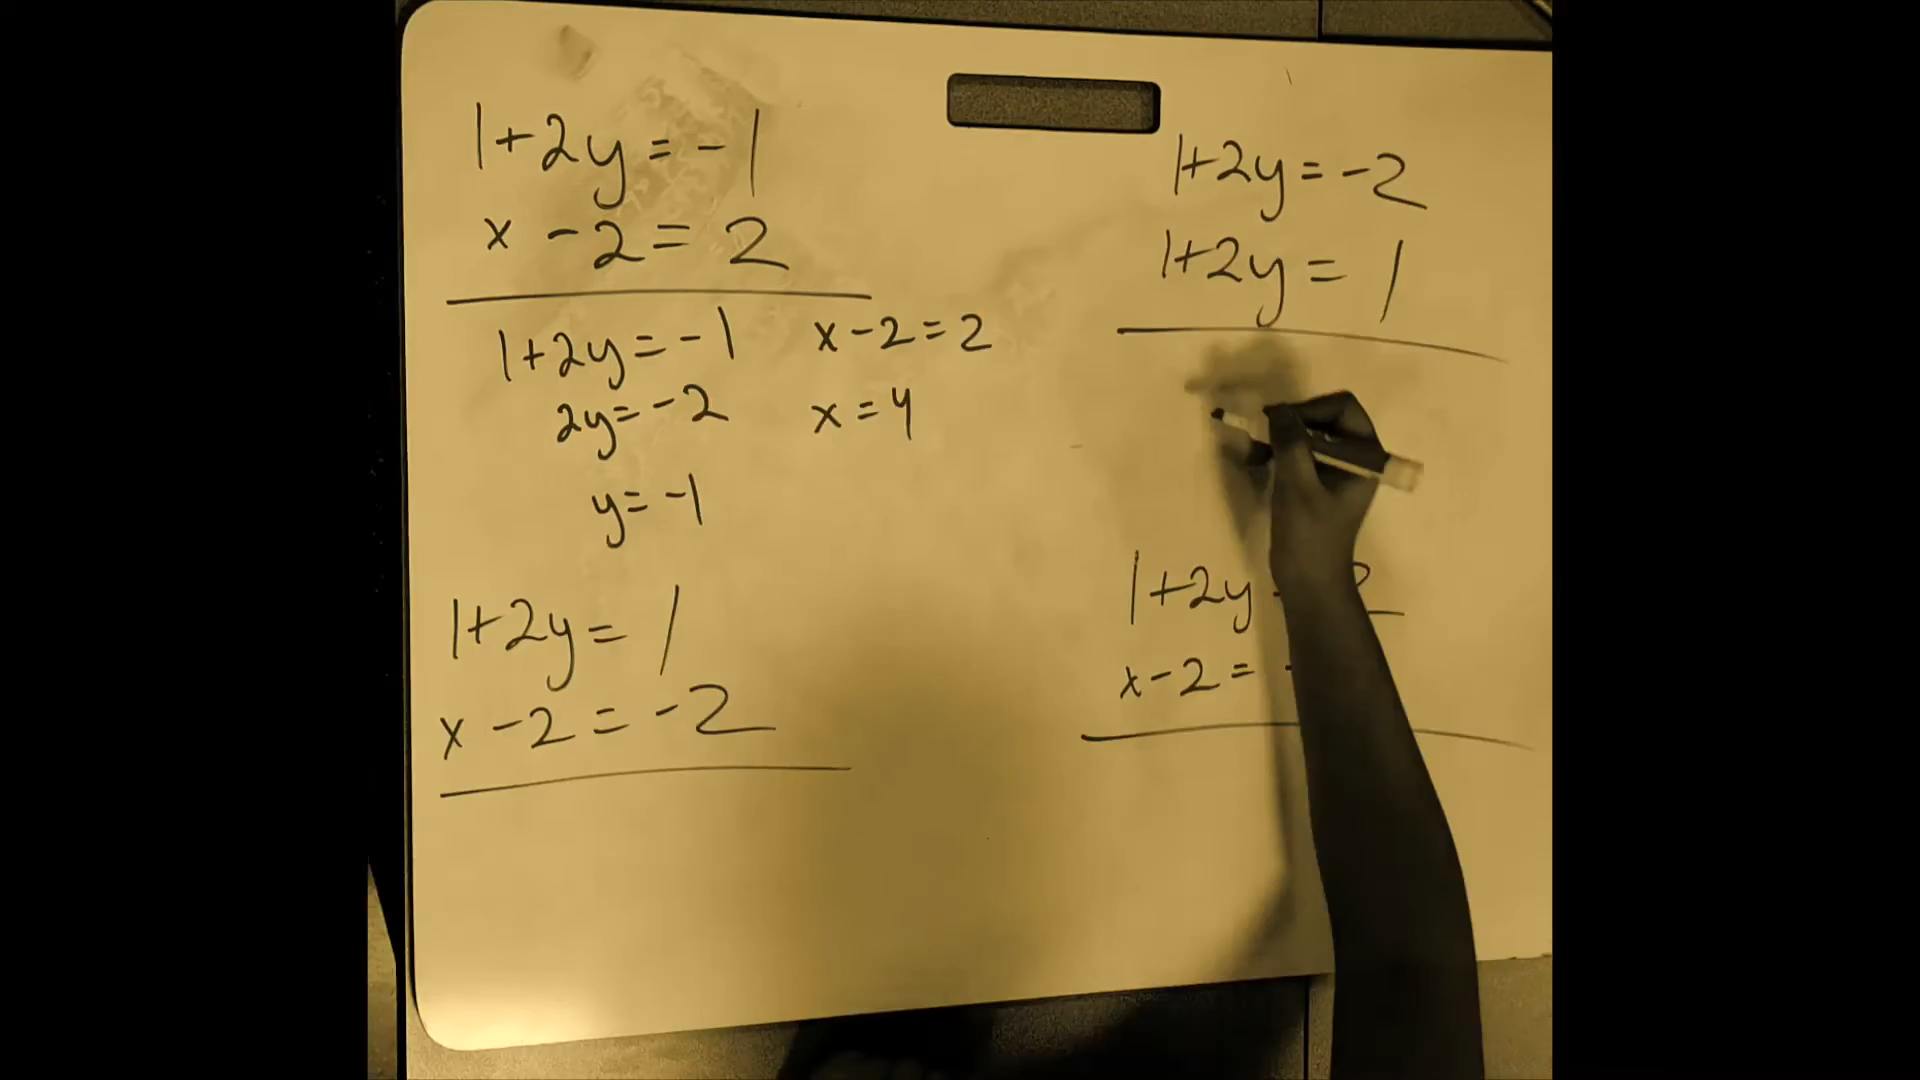 1+2y=-1
x-2=2
1+2y=-1 x-2=2
2y=-2 x=4
y=-1
1+2y=1
x-2=-2
1+2y=-2
1+2y=1
1+2y
x-2=